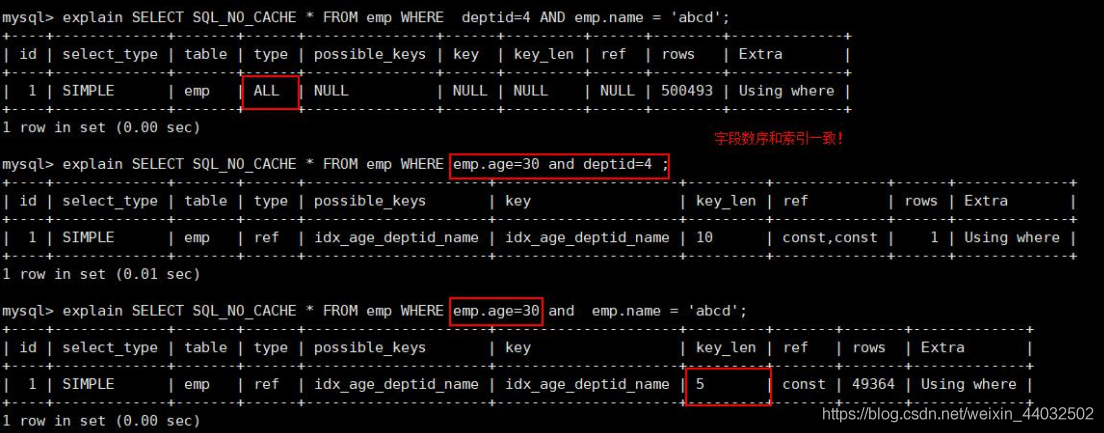 mysql> explain SELECT SQL_NO_CACHE * FROM emp WHERE  deptid=4 AND emp.name = 'abcd';
+----+-------------+-------+------+---------------+------+---------+------+--------+-------------+
| id | select_type | table | type | possible_keys | key  | key_len | ref  | rows   | Extra       |
+----+-------------+-------+------+---------------+------+---------+------+--------+-------------+
|  1 | SIMPLE      | emp   | ALL  | NULL          | NULL | NULL    | NULL | 500493 | Using where |
+----+-------------+-------+------+---------------+------+---------+------+--------+-------------+
1 row in set (0.00 sec)
字段数序和索引一致!
mysql> explain SELECT SQL_NO_CACHE * FROM emp WHERE emp.age=30 and deptid=4 ;
+----+-------------+-------+------+---------------------+---------------------+---------+-------------+------+-------------+
| id | select_type | table | type | possible_keys       | key                 | key_len | ref         | rows | Extra       |
+----+-------------+-------+------+---------------------+---------------------+---------+-------------+------+-------------+
|  1 | SIMPLE      | emp   | ref  | idx_age_deptid_name | idx_age_deptid_name | 10      | const,const |    1 | Using where |
+----+-------------+-------+------+---------------------+---------------------+---------+-------------+------+-------------+
1 row in set (0.01 sec)
mysql> explain SELECT SQL_NO_CACHE * FROM emp WHERE emp.age=30 and  emp.name = 'abcd';
+----+-------------+-------+------+---------------------+---------------------+---------+-------+-------+-------------+
| id | select_type | table | type | possible_keys       | key                 | key_len | ref   | rows  | Extra       |
+----+-------------+-------+------+---------------------+---------------------+---------+-------+-------+-------------+
|  1 | SIMPLE      | emp   | ref  | idx_age_deptid_name | idx_age_deptid_name | 5       | const | 49364 | Using where |
+----+-------------+-------+------+---------------------+---------------------+---------+-------+-------+-------------+
1 row in set (0.00 sec)
https://blog.csdn.net/weixin_44032502